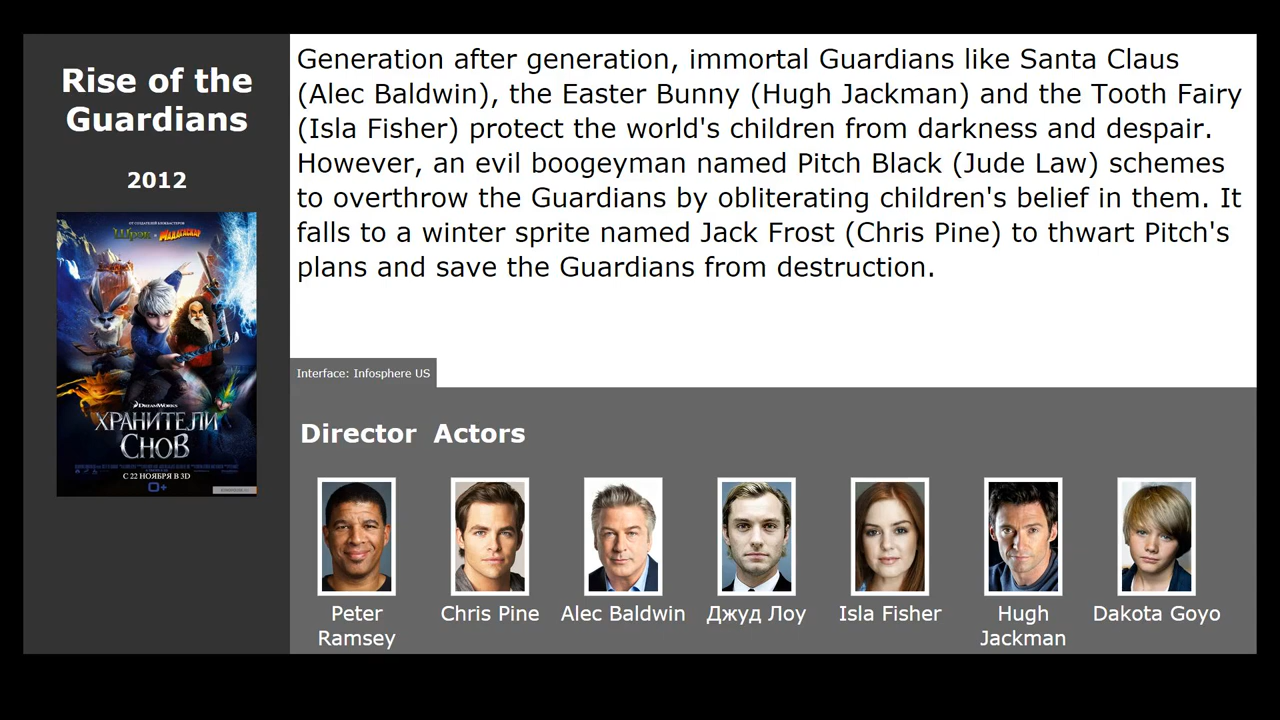 Rise of the
Guardians
2012
ОТ СОЗДАТЕЛЕЙ БЛОКБАСТЕРОВ
Шрэк МАДАГАСКАР
DREAMWORKS
ХРАНИТЕЛИ
СНОВ
С 22 НОЯБРЯ В 3D
0+
Generation after generation, immortal Guardians like Santa Claus
(Alec Baldwin), the Easter Bunny (Hugh Jackman) and the Tooth Fairy
(Isla Fisher) protect the world's children from darkness and despair.
However, an evil boogeyman named Pitch Black (Jude Law) schemes
to overthrow the Guardians by obliterating children's belief in them. It
falls to a winter sprite named Jack Frost (Chris Pine) to thwart Pitch's
plans and save the Guardians from destruction.
Interface: Infosphere US
Director Actors
Peter
Ramsey
Chris Pine
Alec Baldwin
Джуд Лоу
Isla Fisher
Hugh
Jackman
Dakota Goyo